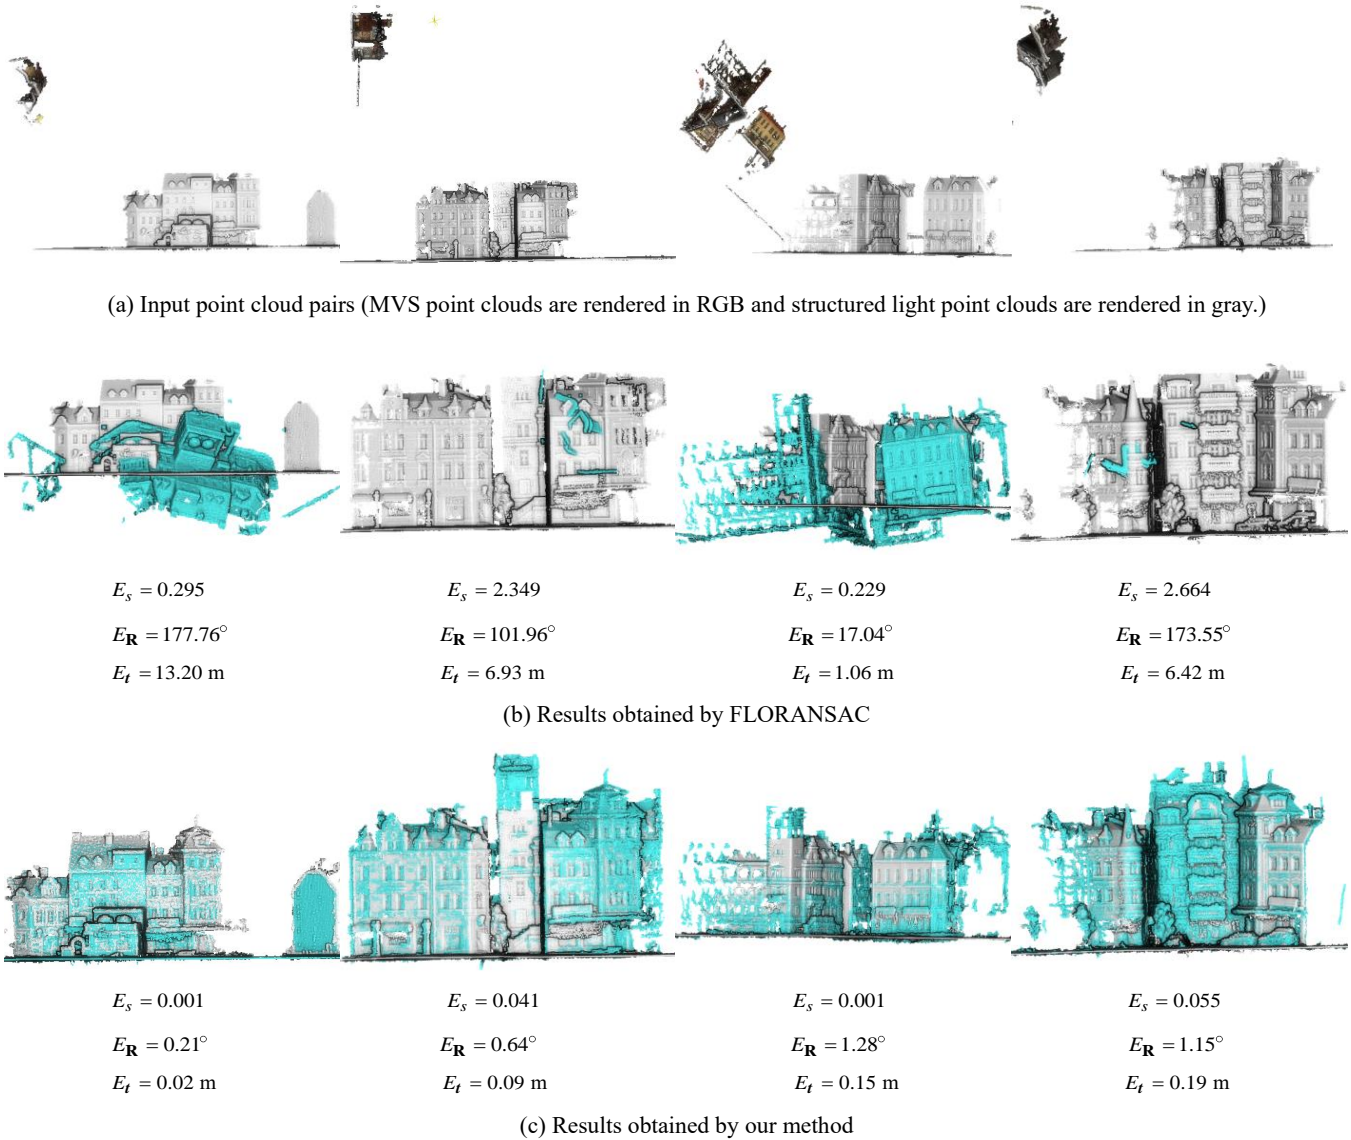 (a) Input point cloud pairs (MVS point clouds are rendered in RGB and structured light point clouds are rendered in gray.)
E_s = 0.295 E_s = 2.349 E_s = 0.229 E_s = 2.664
E_R = 177.76° E_R = 101.96° E_R = 17.04° E_R = 173.55°
E_t = 13.20 m E_t = 6.93 m E_t = 1.06 m E_t = 6.42 m
(b) Results obtained by FLORANSAC
E_s = 0.001 E_s = 0.041 E_s = 0.001 E_s = 0.055
E_R = 0.21° E_R = 0.64° E_R = 1.28° E_R = 1.15°
E_t = 0.02 m E_t = 0.09 m E_t = 0.15 m E_t = 0.19 m
(c) Results obtained by our method